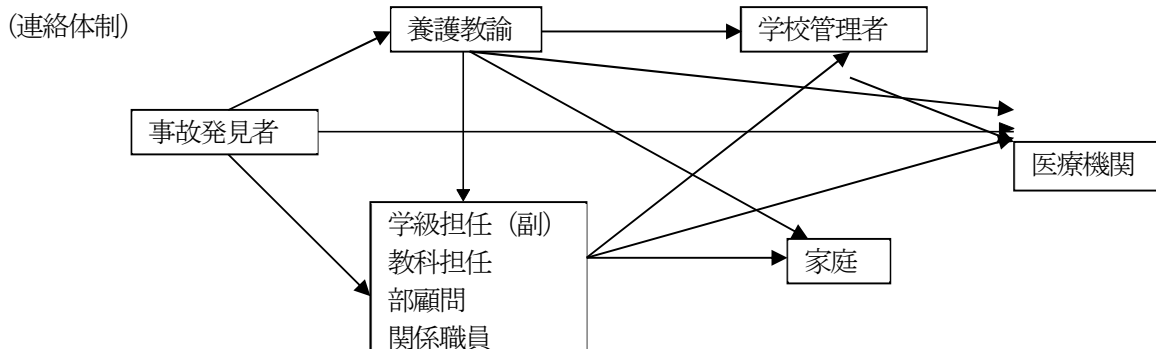 (連絡体制)
養護教諭
学校管理者
事故発見者
医療機関
学級担任（副）
教科担任
部顧問
関係職員
家庭